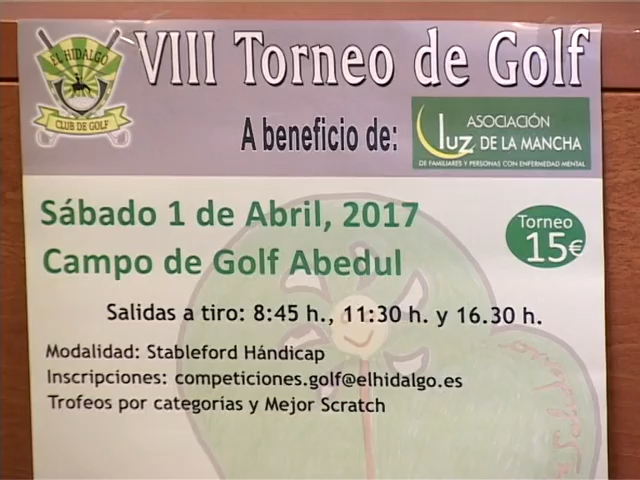 EL HIDALGO
CLUB DE GOLF
VIII Torneo de Golf
A beneficio de:
ASOCIACIÓN
luz DE LA MANCHA
DE FAMILIARES Y PERSONAS CON ENFERMEDAD MENTAL
Sábado 1 de Abril, 2017
Campo de Golf Abedul
Torneo
15€
Salidas a tiro: 8:45 h., 11:30 h. y 16.30 h.
Modalidad: Stableford Hándicap
Inscripciones: competiciones.golf@elhidalgo.es
Trofeos por categorías y Mejor Scratch